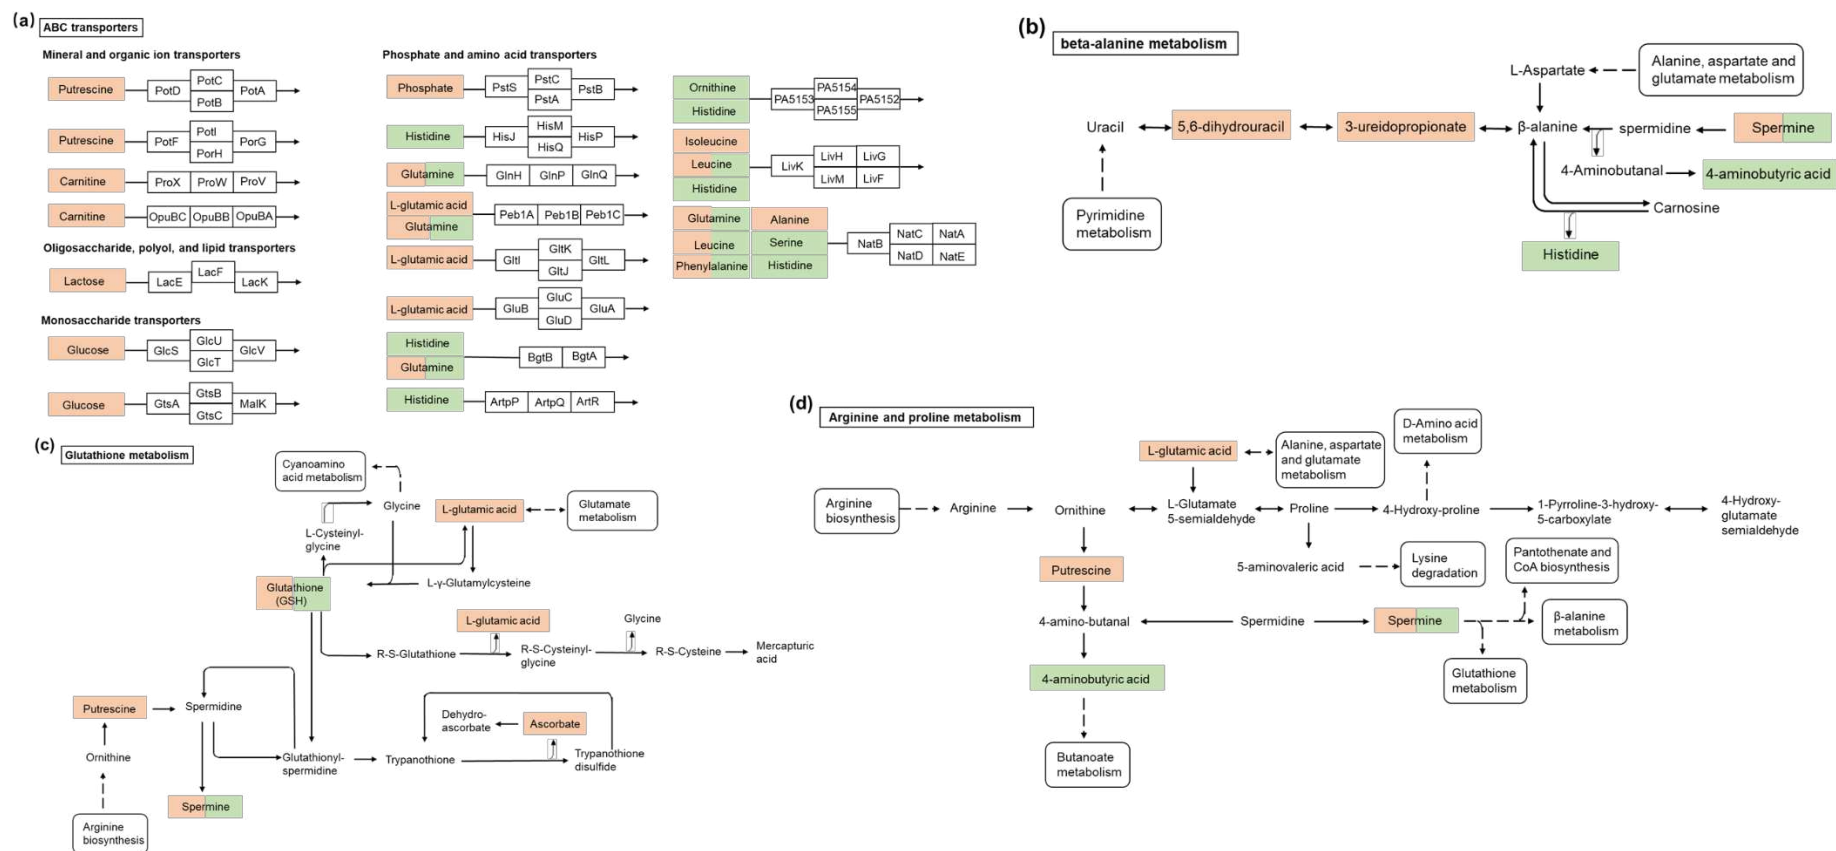 (a)
ABC transporters
Mineral and organic ion transporters
Putrescine
PotD
PotC
PotB
PotA
Putrescine
PotF
PotI
PorH
PorG
Carnitine
ProX
ProW
ProV
Carnitine
OpuBC
OpuBB
OpuBA
Oligosaccharide, polyol, and lipid transporters
Lactose
LacE
LacF
LacK
Monosaccharide transporters
Glucose
GlcS
GlcU
GlcT
GlcV
Glucose
GtsA
GtsB
GtsC
MalK
Phosphate and amino acid transporters
Phosphate
PstS
PstC
PstA
PstB
Histidine
HisJ
HisM
HisQ
HisP
Glutamine
GlnH
GlnP
GlnQ
L-glutamic acid
Glutamine
Peb1A
Peb1B
Peb1C
L-glutamic acid
GltI
GltK
GltJ
GltL
L-glutamic acid
GluB
GluC
GluD
GluA
Histidine
Glutamine
BgtB
BgtA
Histidine
ArtpP
ArtpQ
ArtR
Ornithine
Histidine
PA5153
PA5154
PA5155
PA5152
Isoleucine
Leucine
Histidine
LivK
LivH
LivG
LivM
LivF
Glutamine
Alanine
Leucine
Serine
Phenylalanine
Histidine
NatB
NatC
NatA
NatD
NatE
(b)
beta-alanine metabolism
L-Aspartate
Alanine, aspartate and
glutamate metabolism
Uracil
5,6-dihydrouracil
3-ureidopropionate
β-alanine
spermidine
Spermine
4-Aminobutanal
4-aminobutyric acid
Carnosine
Histidine
Pyrimidine
metabolism
(c)
Glutathione metabolism
Cyanoamino
acid metabolism
Glycine
L-glutamic acid
Glutamate
metabolism
L-Cysteinyl-
glycine
L-γ-Glutamylcysteine
Glutathione
(GSH)
L-glutamic acid
Glycine
R-S-Glutathione
R-S-Cysteinyl-
glycine
R-S-Cysteine
Mercapturic
acid
Putrescine
Spermidine
Ornithine
Arginine
biosynthesis
Spermine
Glutathionyl-
spermidine
Trypanothione
Dehydro-
ascorbate
Ascorbate
Trypanothione
disulfide
(d)
Arginine and proline metabolism
L-glutamic acid
Alanine, aspartate
and glutamate
metabolism
D-Amino acid
metabolism
Arginine
biosynthesis
Arginine
Ornithine
L-Glutamate
5-semialdehyde
Proline
4-Hydroxy-proline
1-Pyrroline-3-hydroxy-
5-carboxylate
4-Hydroxy-
glutamate
semialdehyde
Putrescine
5-aminovaleric acid
Lysine
degradation
Pantothenate and
CoA biosynthesis
4-amino-butanal
Spermidine
Spermine
β-alanine
metabolism
Glutathione
metabolism
4-aminobutyric acid
Butanoate
metabolism